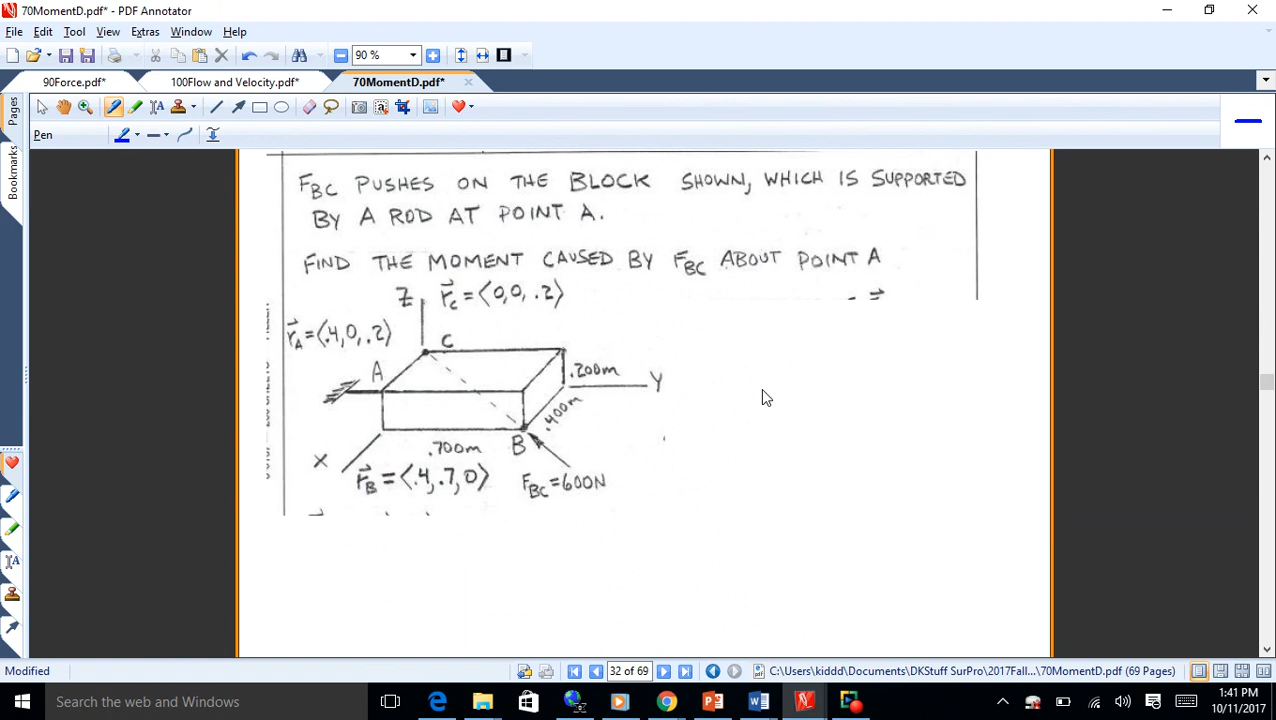 70MomentD.pdf* - PDF Annotator
File Edit Tool View Extras Window Help
90 %
90Force.pdf* 100Flow and Velocity.pdf* 70MomentD.pdf*
Pen
Pages
Bookmarks
FBC PUSHES ON THE BLOCK SHOWN, WHICH IS SUPPORTED
BY A ROD AT POINT A.
FIND THE MOMENT CAUSED BY FBC ABOUT POINT A
Z r⃗C = ⟨0, 0, .2⟩
r⃗A = ⟨.4, 0, .2⟩
C
A
.200m
Y
.400m
.700m
B
X
r⃗B = ⟨.4, .7, 0⟩
FBC = 600N
Modified
32 of 69
C:\Users\kiddd\Documents\DKStuff SurPro\2017Fall...\70MomentD.pdf (69 Pages)
Search the web and Windows
1:41 PM
10/11/2017